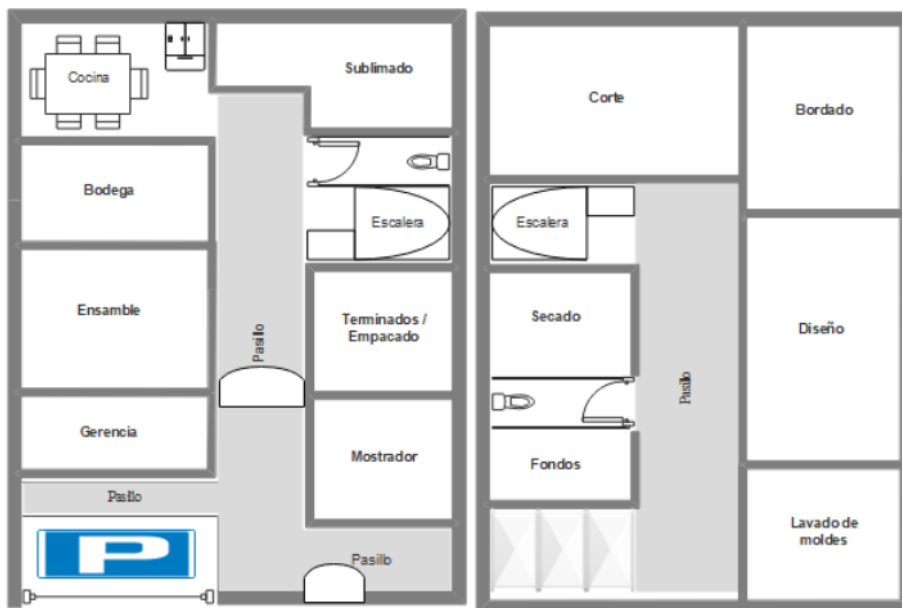 Cocina
Sublimado
Bodega
Escalera
Ensamble
Terminados /
Empacado
Pasillo
Gerencia
Mostrador
Pasillo
P
Pasillo
Corte
Bordado
Escalera
Secado
Diseño
Pasillo
Fondos
Lavado de
moldes